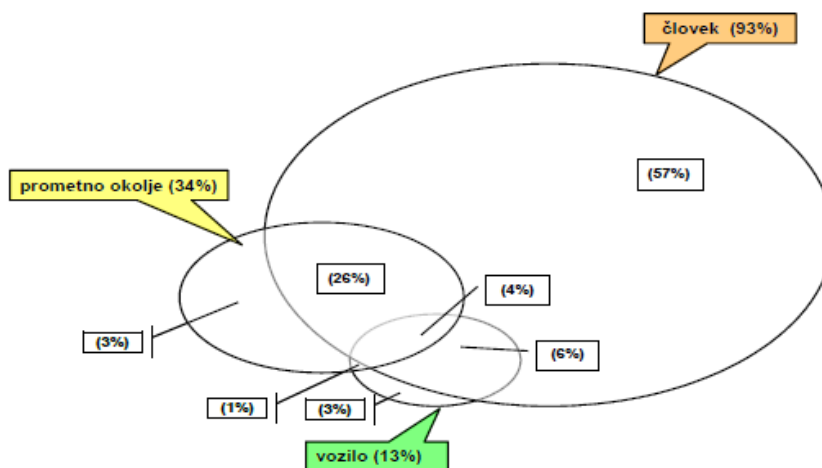 človek (93%)
(57%)
prometno okolje (34%)
(26%)
(4%)
(3%)
(6%)
(1%)
(3%)
vozilo (13%)